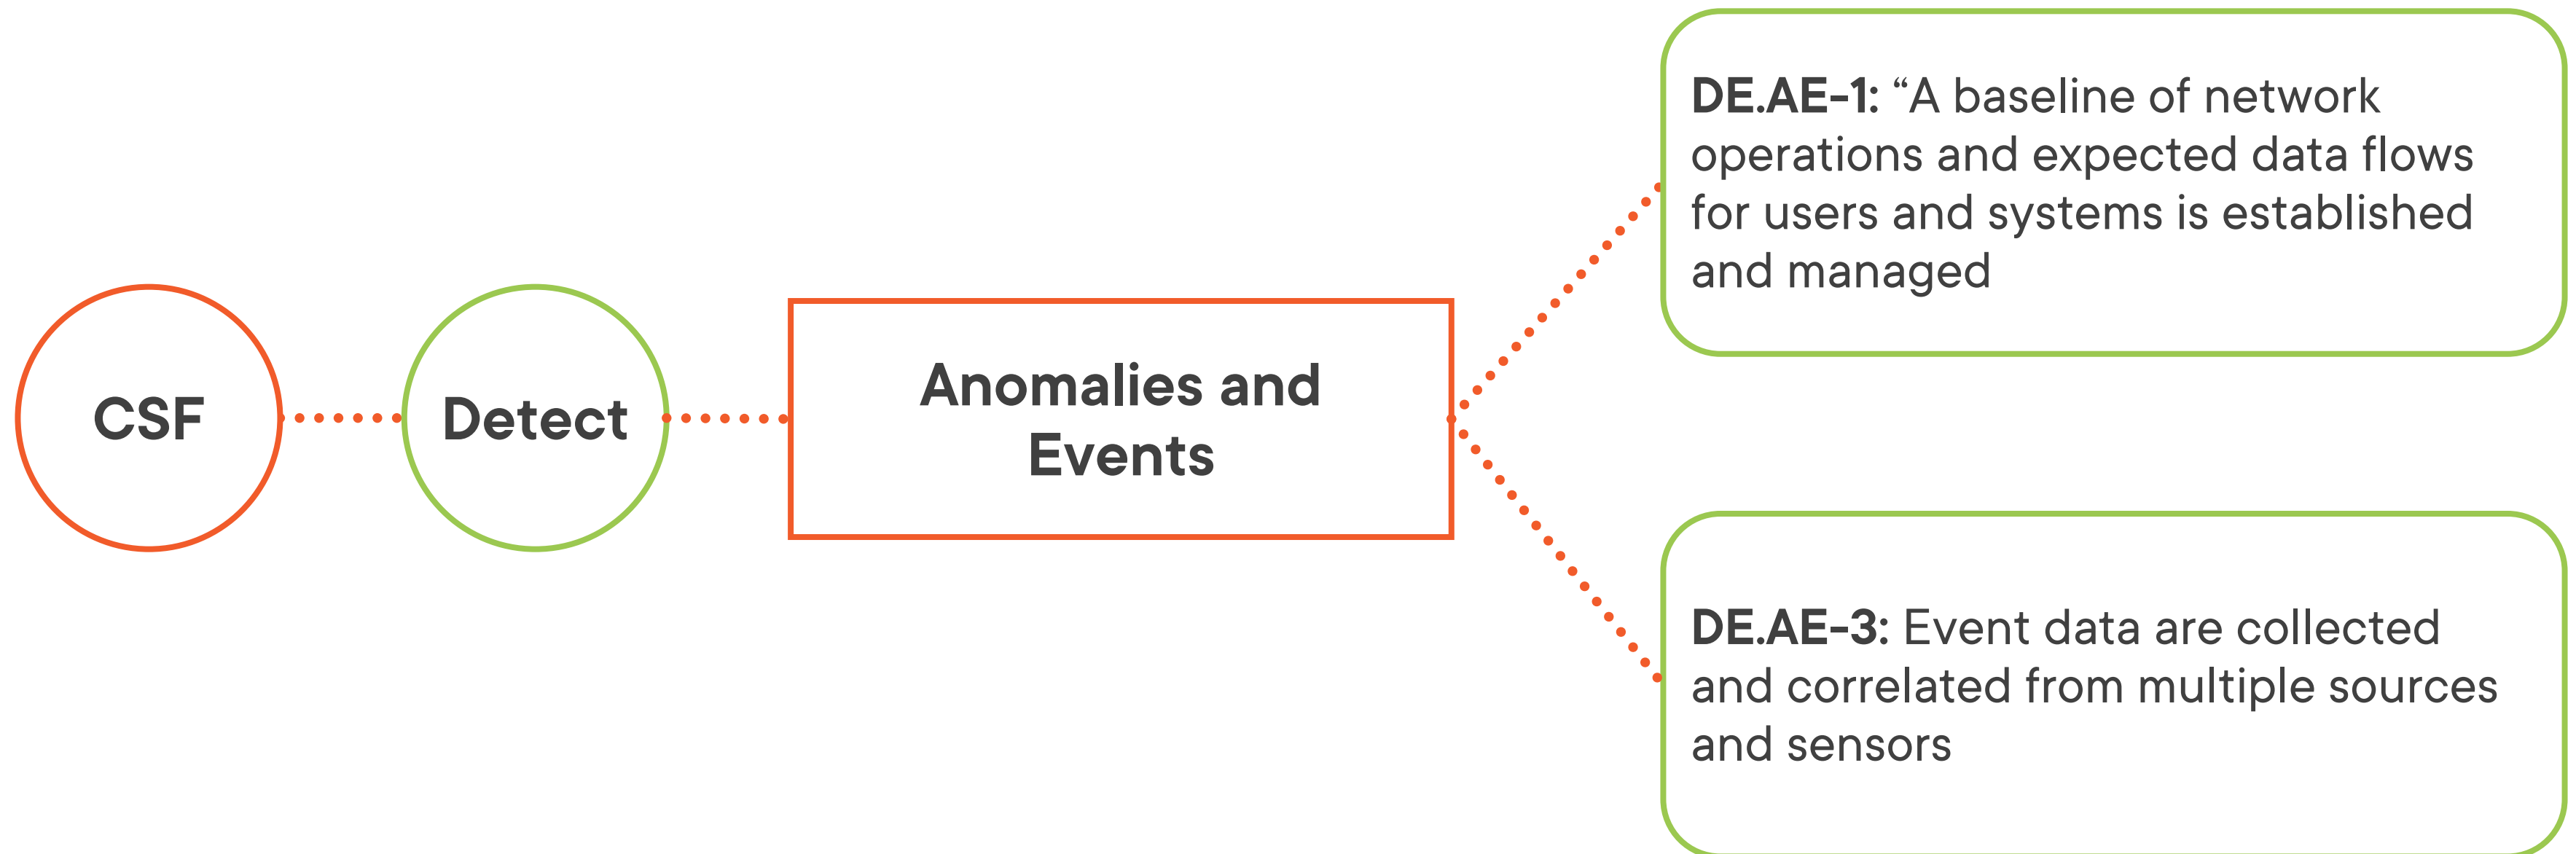 CSF
Detect
Anomalies and
Events
DE.AE-1: “A baseline of network
operations and expected data flows
for users and systems is established
and managed
DE.AE-3: Event data are collected
and correlated from multiple sources
and sensors